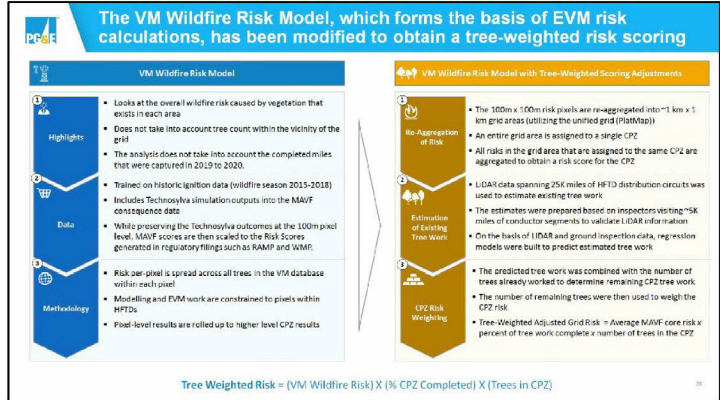 PG&E
The VM Wildfire Risk Model, which forms the basis of EVM risk
calculations, has been modified to obtain a tree-weighted risk scoring
VM Wildfire Risk Model
1
Highlights
Looks at the overall wildfire risk caused by vegetation that
exists in each area
Does not take into account tree count within the vicinity of the
grid
The analysis does not take into account the completed miles
that were captured in 2019 to 2020.
2
Data
Trained on historic ignition data (wildfire season 2015-2018)
Includes Technosylva simulation outputs into the MAVF
consequence data
While preserving the Technosylva outcomes at the 100m pixel
level, MAVF scores are then scaled to the Risk Scores
generated in regulatory filings such as RAMP and WMP.
3
Methodology
Risk per-pixel is spread across all trees in the VM database
within each pixel
Modelling and EVM work are constrained to pixels within
HFTDs
Pixel-level results are rolled up to higher level CPZ results
VM Wildfire Risk Model with Tree-Weighted Scoring Adjustments
1
Re-Aggregation
of Risk
The 100m x 100m risk pixels are re-aggregated into ~1 km x 1
km grid areas (utilizing the unified grid (PlatMap))
An entire grid area is assigned to a single CPZ
All risks in the grid area that are assigned to the same CPZ are
aggregated to obtain a risk score for the CPZ
2
Estimation
of Existing
Tree Work
LiDAR data spanning 25K miles of HFTD distribution circuits was
used to estimate existing tree work
The estimates were prepared based on inspectors visiting ~5K
miles of conductor segments to validate LiDAR information
On the basis of LIDAR and ground inspection data, regression
models were built to predict estimated tree work
3
CPZ Risk
Weighting
The predicted tree work was combined with the number of
trees already worked to determine remaining CPZ tree work
The number of remaining trees were then used to weigh the
CPZ risk
Tree-Weighted Adjusted Grid Risk = Average MAVF core risk x
percent of tree work complete x number of trees in the CPZ
Tree Weighted Risk = (VM Wildfire Risk) X (% CPZ Completed) X (Trees in CPZ)